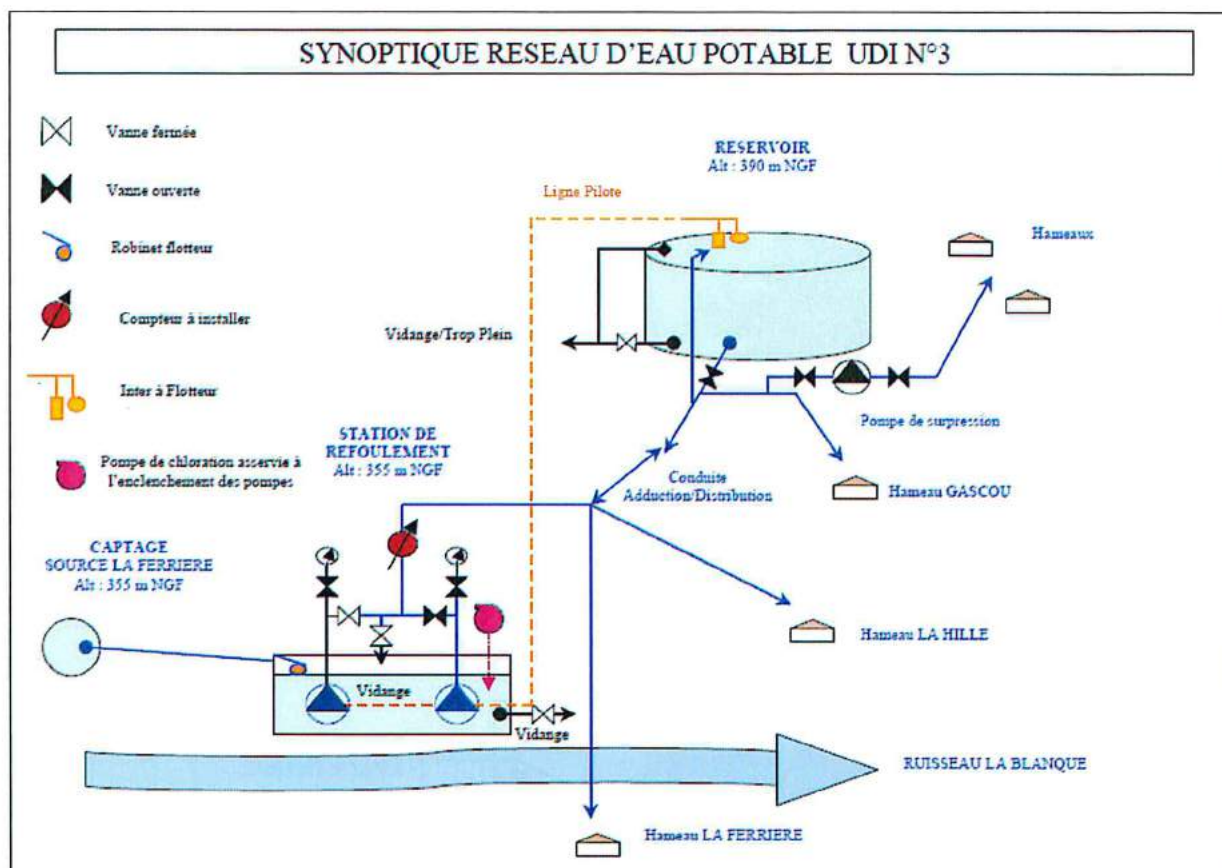 SYNOPTIQUE RESEAU D'EAU POTABLE UDI N°3
Vanne fermée
Vanne ouverte
Robinet flotteur
Compteur à installer
Inter à Flotteur
Pompe de chloration asservie à
l'enclenchement des pompes
RESERVOIR
Alt : 390 m NGF
Ligne Pilote
Hameaux
Vidange/Trop Plein
Pompe de surpression
STATION DE
REFOULEMENT
Alt : 355 m NGF
Conduite
Adduction/Distribution
Hameau GASCOU
CAPTAGE
SOURCE LA FERRIERE
Alt : 355 m NGF
Hameau LA HILLE
Vidange
Vidange
RUISSEAU LA BLANQUE
Hameau LA FERRIERE